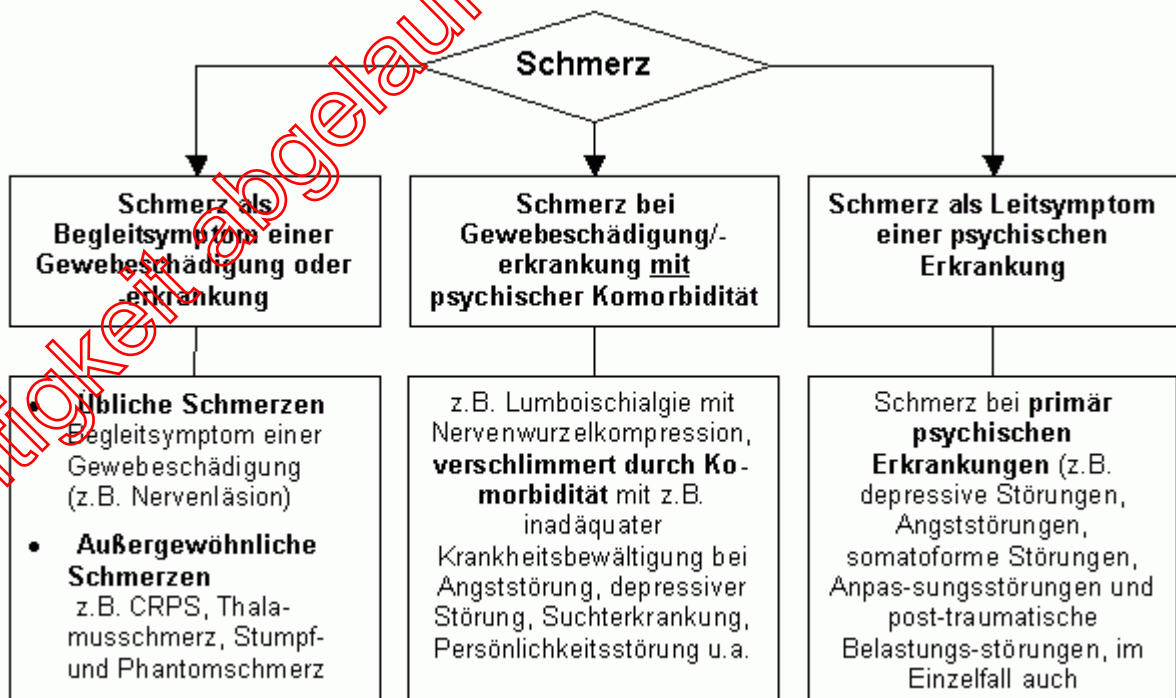 Schmerz
Schmerz als
Begleitsymptom einer
Gewebeschädigung oder
-erkrankung
Schmerz bei
Gewebeschädigung/-
erkrankung mit
psychischer Komorbidität
Schmerz als Leitsymptom
einer psychischen
Erkrankung
• Übliche Schmerzen
Begleitsymptom einer
Gewebeschädigung
(z.B. Nervenläsion)
• Außergewöhnliche
Schmerzen
z.B. CRPS, Thala-
musschmerz, Stumpf-
und Phantomschmerz
z.B. Lumboischialgie mit
Nervenwurzelkompression,
verschlimmert durch Ko-
morbidität mit z.B.
inadäquater
Krankheitsbewältigung bei
Angststörung, depressiver
Störung, Suchterkrankung,
Persönlichkeitsstörung u.a.
Schmerz bei primär
psychischen
Erkrankungen (z.B.
depressive Störungen,
Angststörungen,
somatoforme Störungen,
Anpas-sungsstörungen und
post-traumatische
Belastungs-störungen, im
Einzelfall auch
tigkeit abgelauf